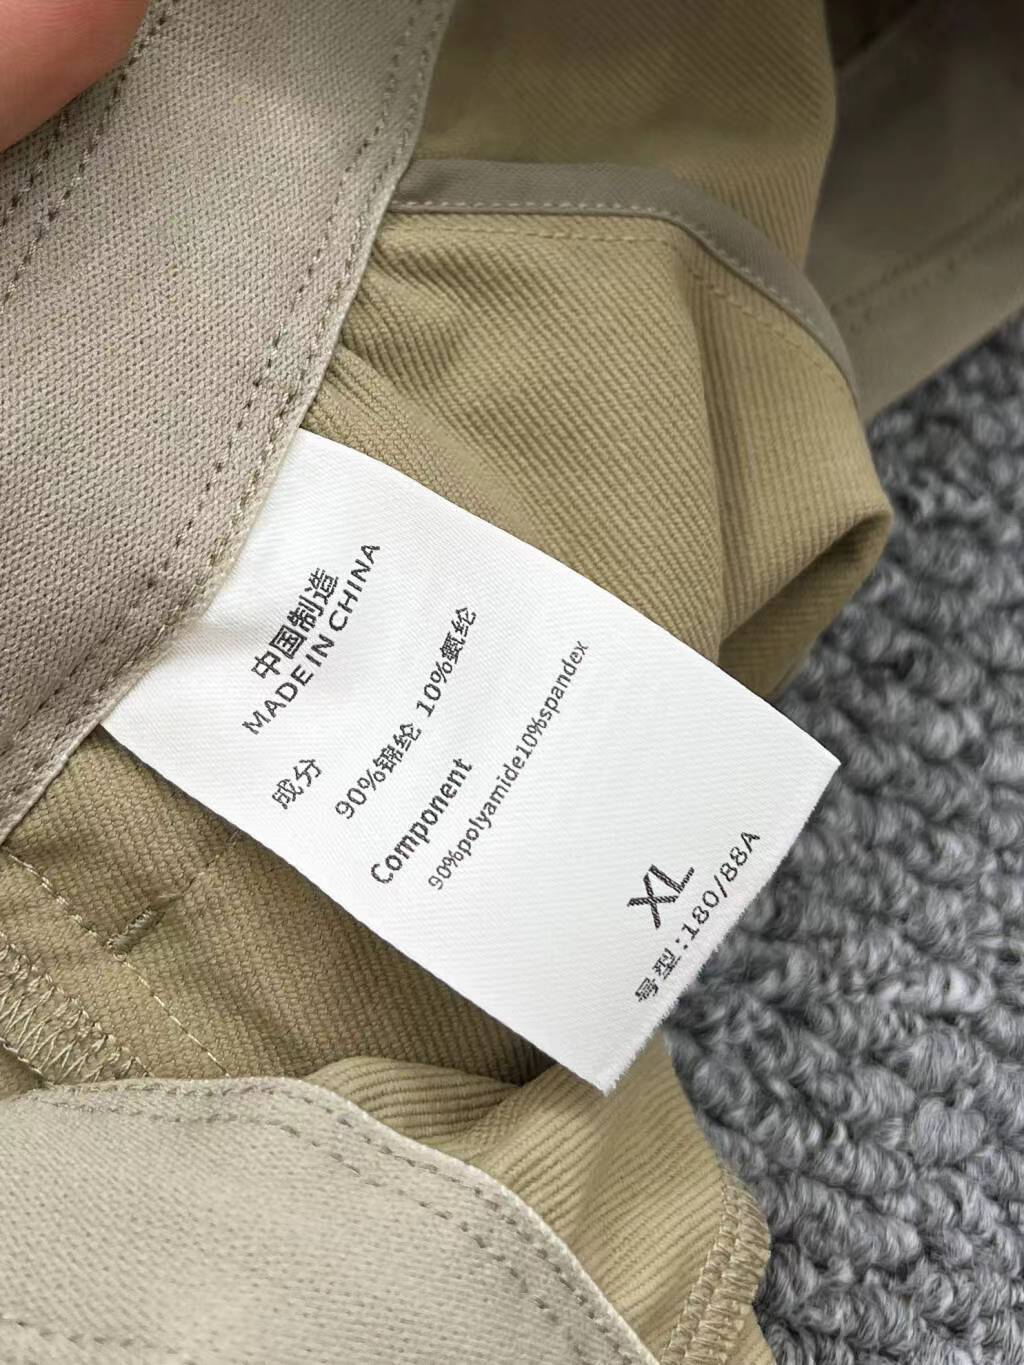 中国制造
MADE IN CHINA
成分
90%锦纶 10%氨纶
Component
90%polyamide10%spandex
XL
号型:180/88A